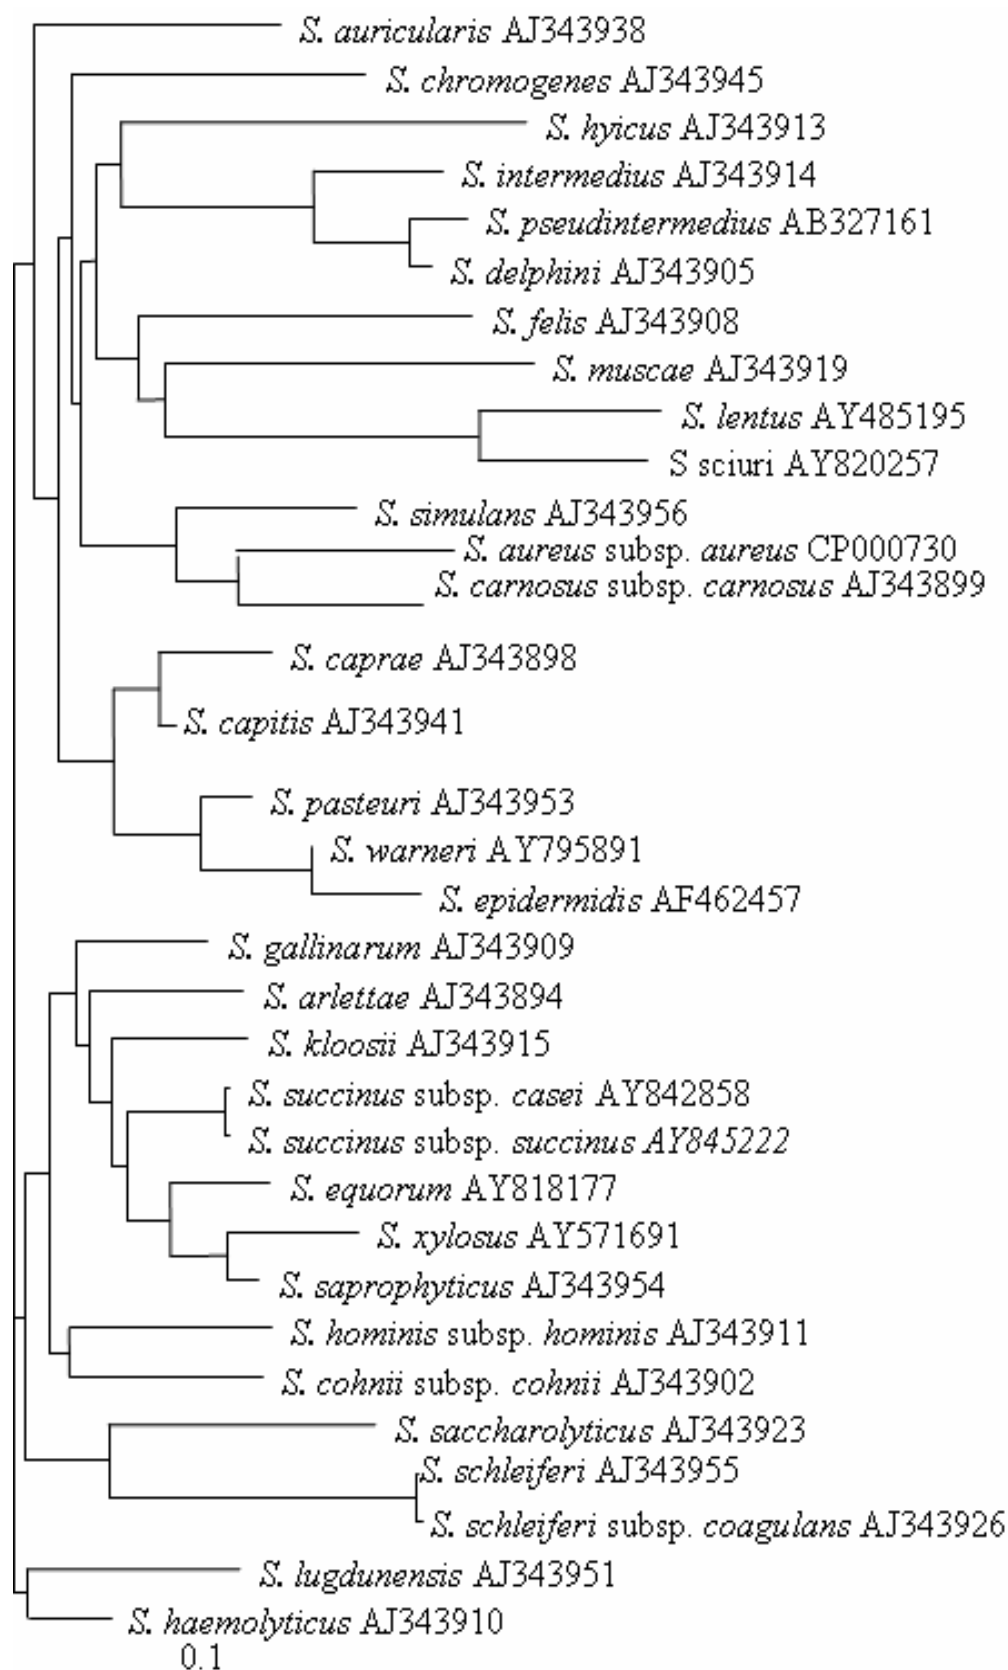 S. auricularis AJ343938
S. chromogenes AJ343945
S. hyicus AJ343913
S. intermedius AJ343914
S. pseudintermedius AB327161
S. delphini AJ343905
S. felis AJ343908
S. muscae AJ343919
S. lentus AY485195
S sciuri AY820257
S. simulans AJ343956
S. aureus subsp. aureus CP000730
S. carnosus subsp. carnosus AJ343899
S. caprae AJ343898
S. capitis AJ343941
S. pasteuri AJ343953
S. warneri AY795891
S. epidermidis AF462457
S. gallinarum AJ343909
S. arlettae AJ343894
S. kloosii AJ343915
S. succinus subsp. casei AY842858
S. succinus subsp. succinus AY845222
S. equorum AY818177
S. xylosus AY571691
S. saprophyticus AJ343954
S. hominis subsp. hominis AJ343911
S. cohnii subsp. cohnii AJ343902
S. saccharolyticus AJ343923
S. schleiferi AJ343955
S. schleiferi subsp. coagulans AJ343926
S. lugdunensis AJ343951
S. haemolyticus AJ343910
0.1